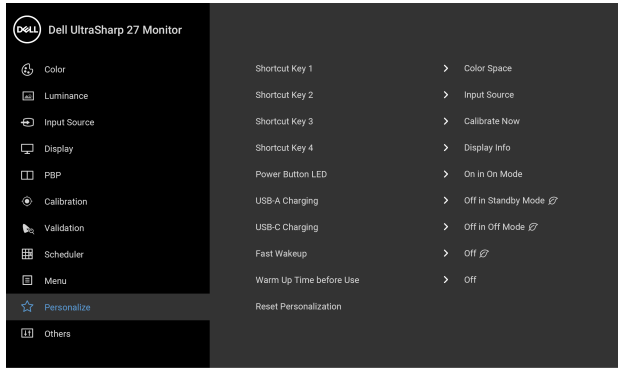 DELL Dell UltraSharp 27 Monitor
Color
Luminance
Input Source
Display
PBP
Calibration
Validation
Scheduler
Menu
Personalize
Others
Shortcut Key 1 > Color Space
Shortcut Key 2 > Input Source
Shortcut Key 3 > Calibrate Now
Shortcut Key 4 > Display Info
Power Button LED > On in On Mode
USB-A Charging > Off in Standby Mode
USB-C Charging > Off in Off Mode
Fast Wakeup > Off
Warm Up Time before Use > Off
Reset Personalization